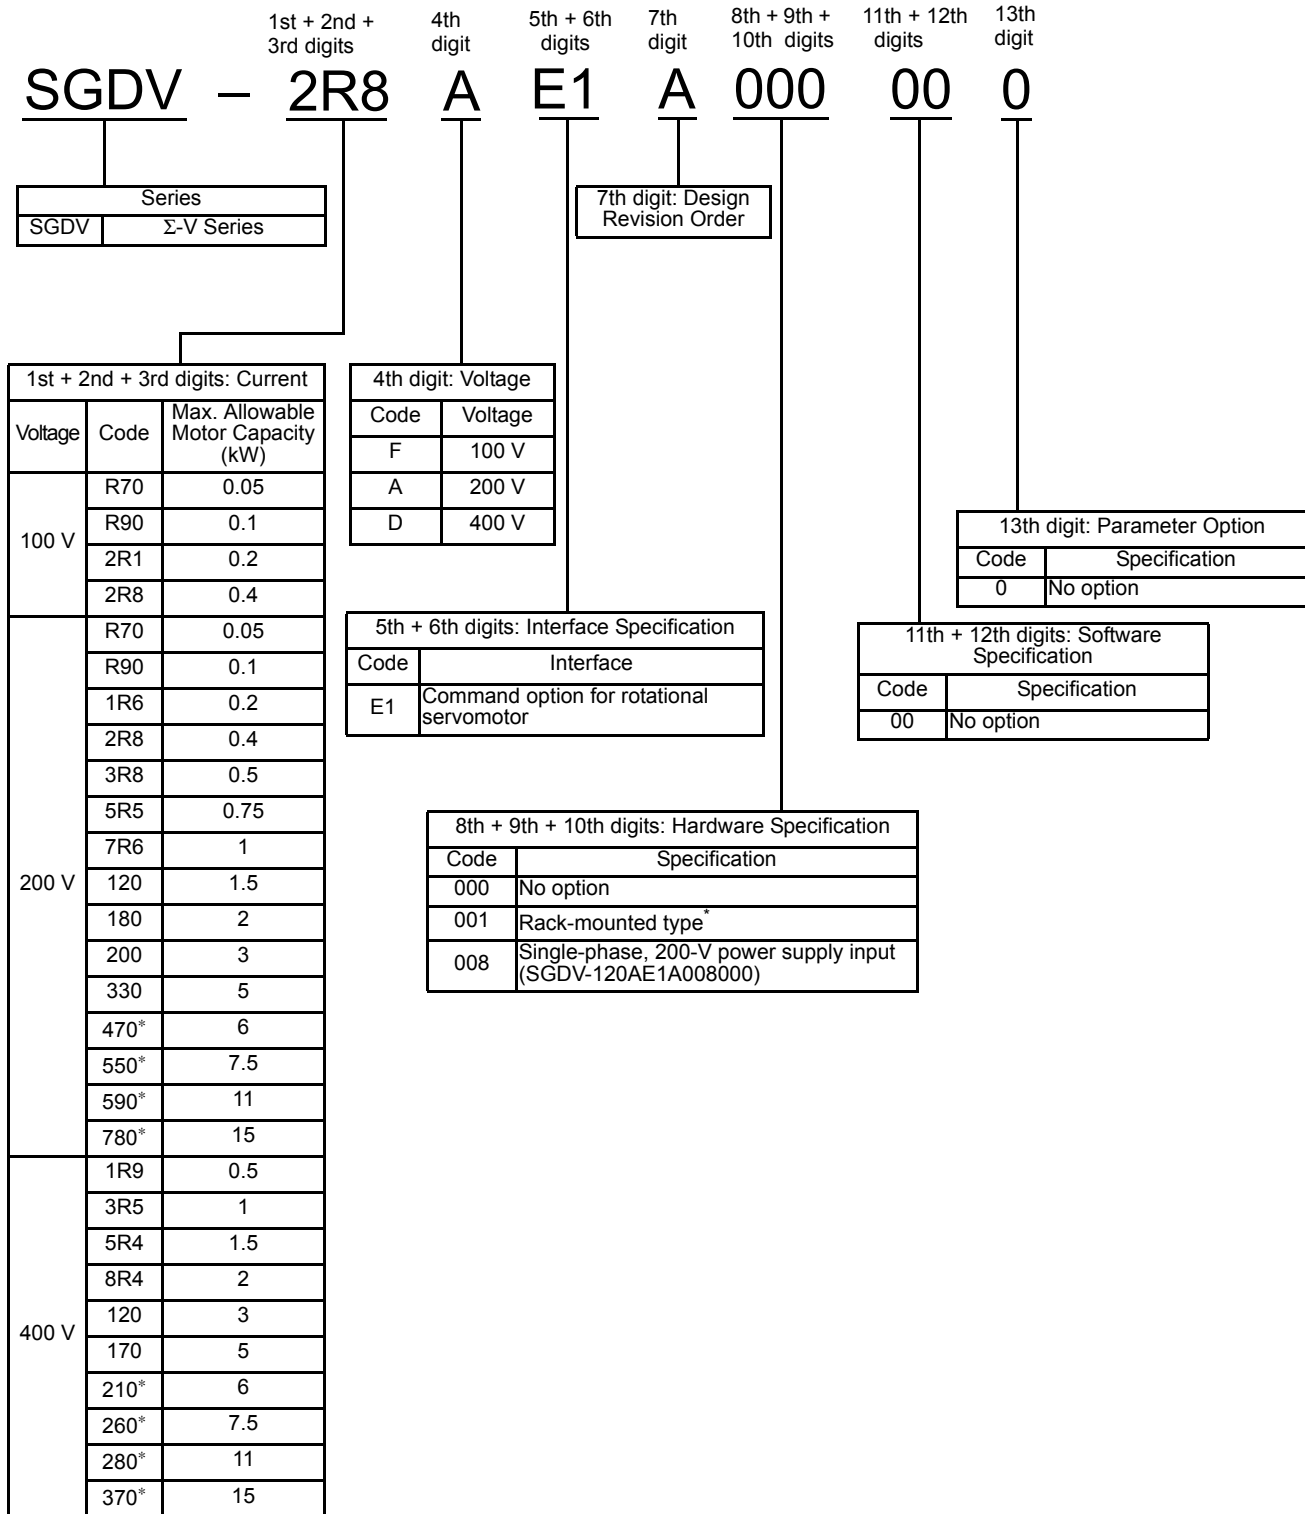 1st + 2nd +
3rd digits
4th
digit
5th + 6th
digits
7th
digit
8th + 9th +
10th digits
11th + 12th
digits
13th
digit
SGDV – 2R8 A E1 A 000 00 0
Series
SGDV Σ-V Series
7th digit: Design
Revision Order
1st + 2nd + 3rd digits: Current
Voltage Code Max. Allowable
Motor Capacity
(kW)
100 V
R70 0.05
R90 0.1
2R1 0.2
2R8 0.4
200 V
R70 0.05
R90 0.1
1R6 0.2
2R8 0.4
3R8 0.5
5R5 0.75
7R6 1
120 1.5
180 2
200 3
330 5
470* 6
550* 7.5
590* 11
780* 15
400 V
1R9 0.5
3R5 1
5R4 1.5
8R4 2
120 3
170 5
210* 6
260* 7.5
280* 11
370* 15
4th digit: Voltage
Code Voltage
F 100 V
A 200 V
D 400 V
5th + 6th digits: Interface Specification
Code Interface
E1 Command option for rotational
servomotor
8th + 9th + 10th digits: Hardware Specification
Code Specification
000 No option
001 Rack-mounted type*
008 Single-phase, 200-V power supply input
(SGDV-120AE1A008000)
11th + 12th digits: Software
Specification
Code Specification
00 No option
13th digit: Parameter Option
Code Specification
0 No option